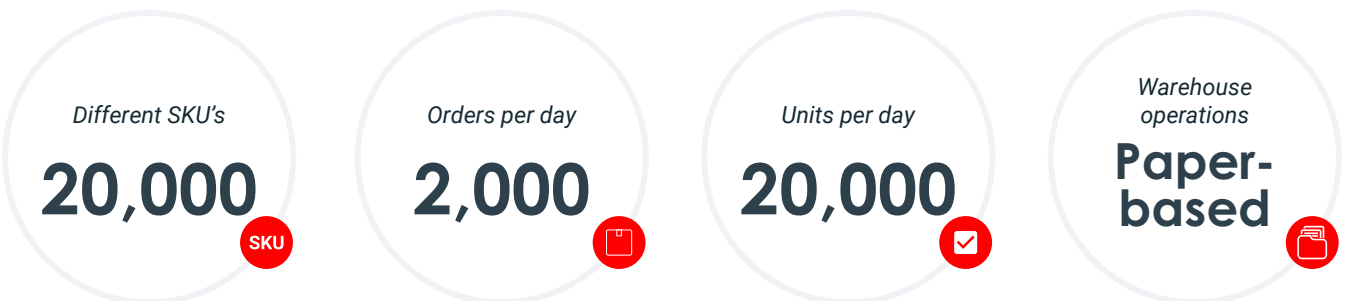 Different SKU’s
20,000
SKU
Orders per day
2,000
Units per day
20,000
Warehouse
operations
Paper-
based